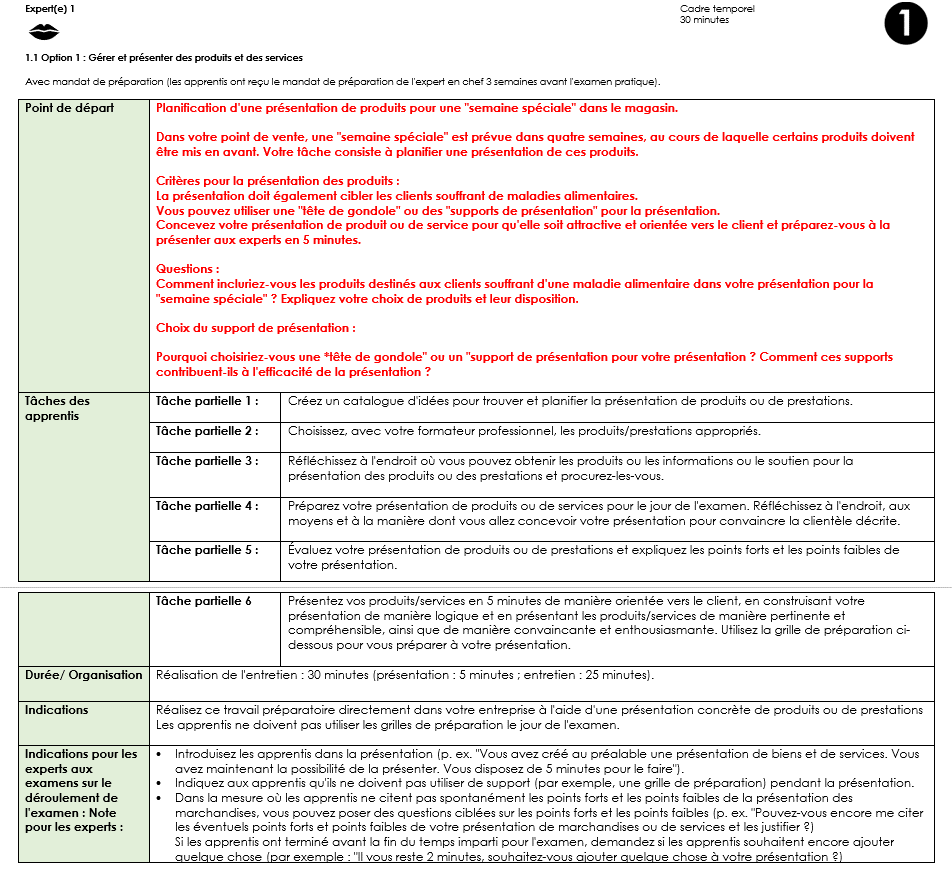 Expert(e) 1
Cadre temporel
30 minutes
1
1.1 Option 1 : Gérer et présenter des produits et des services
Avec mandat de préparation (les apprentis ont reçu le mandat de préparation de l'expert en chef 3 semaines avant l'examen pratique).
Point de départ
Planification d'une présentation de produits pour une "semaine spéciale" dans le magasin.
Dans votre point de vente, une "semaine spéciale" est prévue dans quatre semaines, au cours de laquelle certains produits doivent
être mis en avant. Votre tâche consiste à planifier une présentation de ces produits.
Critères pour la présentation des produits :
La présentation doit également cibler les clients souffrant de maladies alimentaires.
Vous pouvez utiliser une "tête de gondole" ou des "supports de présentation" pour la présentation.
Concevez votre présentation de produit ou de service pour qu'elle soit attractive et orientée vers le client et préparez-vous à la
présenter aux experts en 5 minutes.
Questions :
Comment incluriez-vous les produits destinés aux clients souffrant d'une maladie alimentaire dans votre présentation pour la
"semaine spéciale" ? Expliquez votre choix de produits et leur disposition.
Choix du support de présentation :
Pourquoi choisiriez-vous une *tête de gondole" ou un "support de présentation pour votre présentation ? Comment ces supports
contribuent-ils à l'efficacité de la présentation ?
Tâches des
apprentis
Tâche partielle 1 :
Créez un catalogue d'idées pour trouver et planifier la présentation de produits ou de prestations.
Tâche partielle 2 :
Choisissez, avec votre formateur professionnel, les produits/prestations appropriés.
Tâche partielle 3 :
Réfléchissez à l'endroit où vous pouvez obtenir les produits ou les informations ou le soutien pour la
présentation des produits ou des prestations et procurez-les-vous.
Tâche partielle 4 :
Préparez votre présentation de produits ou de services pour le jour de l'examen. Réfléchissez à l'endroit, aux
moyens et à la manière dont vous allez concevoir votre présentation pour convaincre la clientèle décrite.
Tâche partielle 5 :
Évaluez votre présentation de produits ou de prestations et expliquez les points forts et les points faibles de
votre présentation.
Tâche partielle 6
Présentez vos produits/services en 5 minutes de manière orientée vers le client, en construisant votre
présentation de manière logique et en présentant les produits/services de manière pertinente et
compréhensible, ainsi que de manière convaincante et enthousiasmante. Utilisez la grille de préparation ci-
dessous pour vous préparer à votre présentation.
Durée/ Organisation
Réalisation de l'entretien : 30 minutes (présentation : 5 minutes ; entretien : 25 minutes).
Indications
Réalisez ce travail préparatoire directement dans votre entreprise à l'aide d'une présentation concrète de produits ou de prestations
Les apprentis ne doivent pas utiliser les grilles de préparation le jour de l'examen.
Indications pour les
experts aux
examens sur le
déroulement de
l'examen : Note
pour les experts :
• Introduisez les apprentis dans la présentation (p. ex. "Vous avez créé au préalable une présentation de biens et de services. Vous
avez maintenant la possibilité de la présenter. Vous disposez de 5 minutes pour le faire").
• Indiquez aux apprentis qu'ils ne doivent pas utiliser de support (par exemple, une grille de préparation) pendant la présentation.
• Dans la mesure où les apprentis ne citent pas spontanément les points forts et les points faibles de la présentation des
marchandises, vous pouvez poser des questions ciblées sur les points forts et les points faibles (p. ex. "Pouvez-vous encore me citer
les éventuels points forts et points faibles de votre présentation de marchandises ou de services et les justifier ?)
Si les apprentis ont terminé avant la fin du temps imparti pour l'examen, demandez si les apprentis souhaitent encore ajouter
quelque chose (par exemple : "Il vous reste 2 minutes, souhaitez-vous ajouter quelque chose à votre présentation ?)